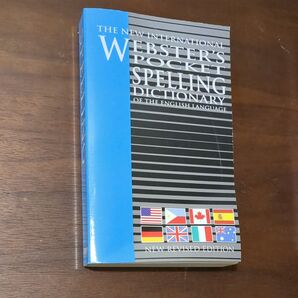 THE NEW INTERNATIONAL
WEBSTER'S
POCKET
SPELLING
DICTIONARY
OF THE ENGLISH LANGUAGE
NEW REVISED EDITION